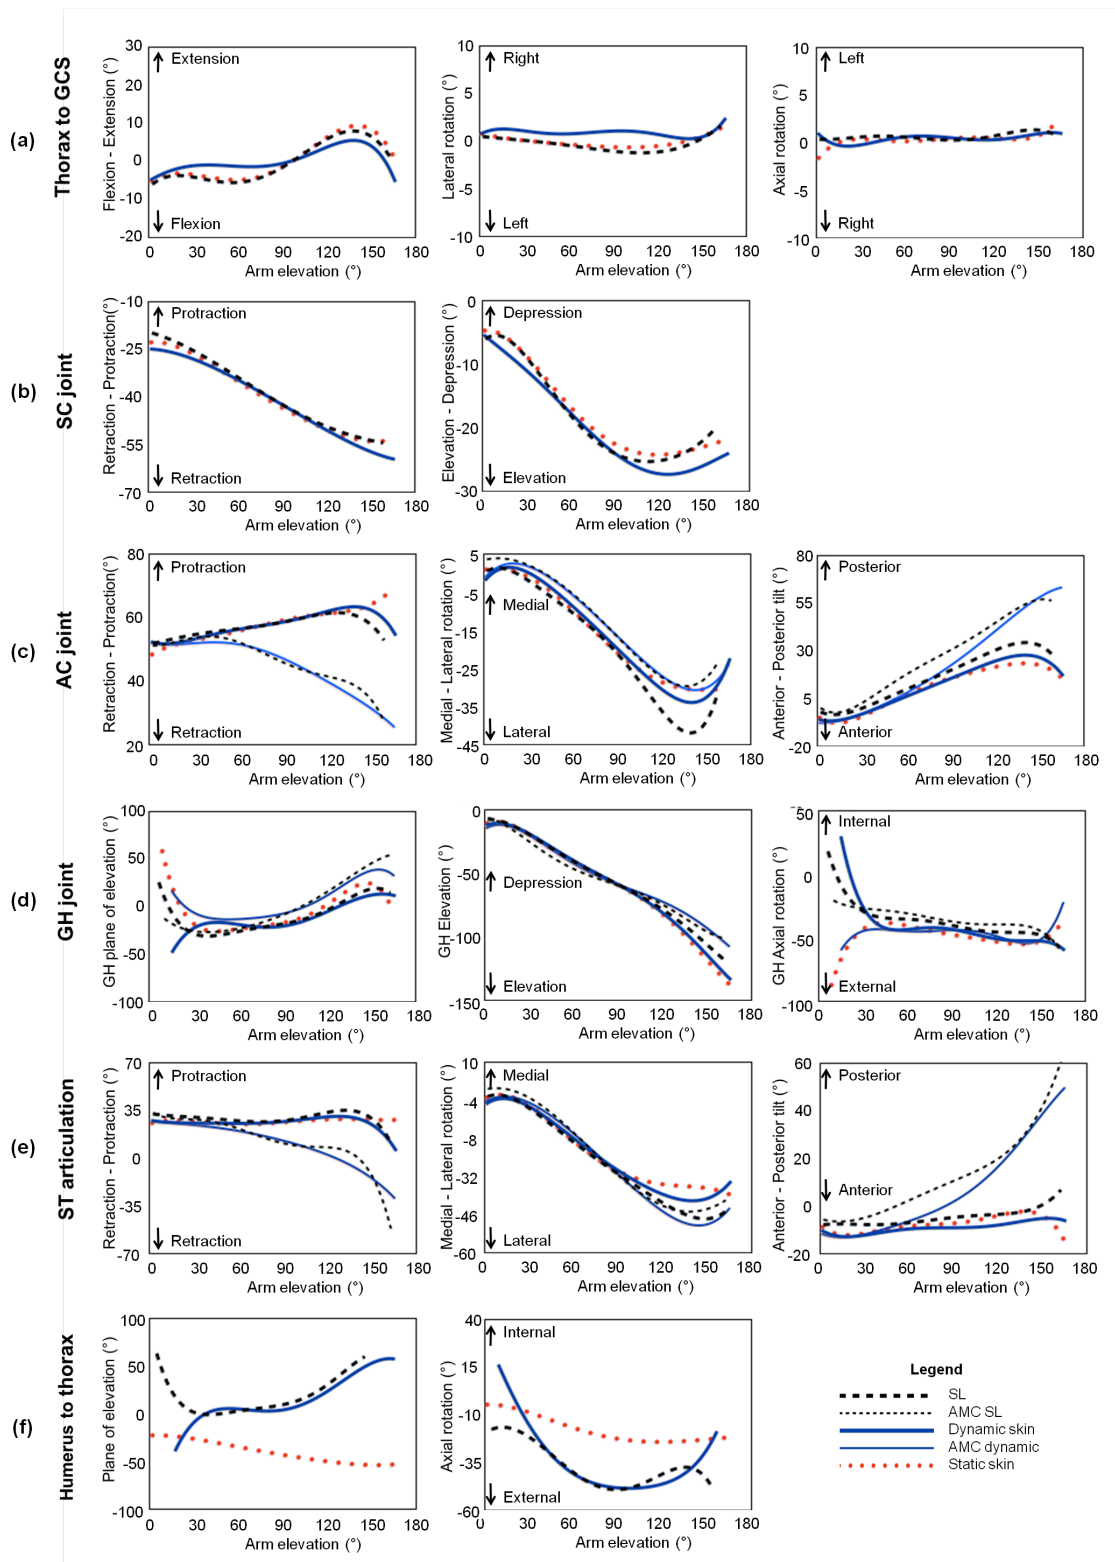 (a)
Thorax to GCS
Flexion - Extension (°)
30
20
10
0
-10
-20
Extension
Flexion
0 30 60 90 120 150 180
Arm elevation (°)
Lateral rotation (°)
10
5
0
-5
-10
Right
Left
0 30 60 90 120 150 180
Arm elevation (°)
Axial rotation (°)
10
5
0
-5
-10
Left
Right
0 30 60 90 120 150 180
Arm elevation (°)
(b)
SC joint
Retraction - Protraction(°)
-10
-25
-40
-55
-70
Protraction
Retraction
0 30 60 90 120 150 180
Arm elevation (°)
Elevation - Depression (°)
0
-10
-20
-30
Depression
Elevation
0 30 60 90 120 150 180
Arm elevation (°)
(c)
AC joint
Retraction - Protraction(°)
80
60
40
20
Protraction
Retraction
0 30 60 90 120 150 180
Arm elevation (°)
Medial - Lateral rotation (°)
5
-5
-15
-25
-35
-45
Medial
Lateral
0 30 60 90 120 150 180
Arm elevation (°)
Anterior - Posterior tilt (°)
80
55
30
5
-20
Posterior
Anterior
0 30 60 90 120 150 180
Arm elevation (°)
(d)
GH joint
GH plane of elevation (°)
100
50
0
-50
-100
0 30 60 90 120 150 180
Arm elevation (°)
GH Elevation (°)
0
-50
-100
-150
Depression
Elevation
0 30 60 90 120 150 180
Arm elevation (°)
GH Axial rotation (°)
50
0
-50
-100
Internal
External
0 30 60 90 120 150 180
Arm elevation (°)
(e)
ST articulation
Retraction - Protraction (°)
70
35
0
-35
-70
Protraction
Retraction
0 30 60 90 120 150 180
Arm elevation (°)
Medial - Lateral rotation (°)
10
-4
-8
-32
-46
-60
Medial
Lateral
0 30 60 90 120 150 180
Arm elevation (°)
Anterior - Posterior tilt (°)
60
40
20
0
-20
Posterior
Anterior
0 30 60 90 120 150 180
Arm elevation (°)
(f)
Humerus to thorax
Plane of elevation (°)
100
50
0
-50
-100
0 30 60 90 120 150 180
Arm elevation (°)
Axial rotation (°)
40
15
-10
-35
-60
Internal
External
0 30 60 90 120 150 180
Arm elevation (°)
Legend
SL
AMC SL
Dynamic skin
AMC dynamic
Static skin